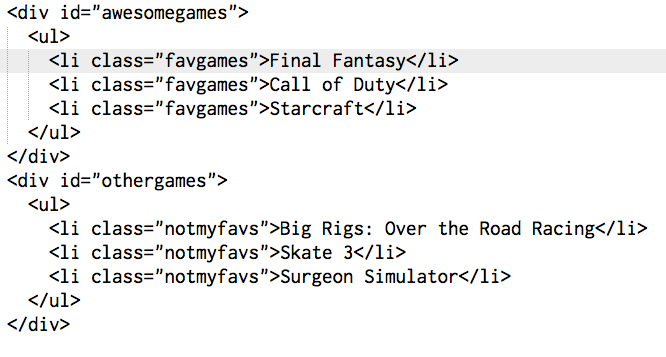 <div id="awesomegames">
<ul>
<li class="favgames">Final Fantasy</li>
<li class="favgames">Call of Duty</li>
<li class="favgames">Starcraft</li>
</ul>
</div>
<div id="othergames">
<ul>
<li class="notmyfavs">Big Rigs: Over the Road Racing</li>
<li class="notmyfavs">Skate 3</li>
<li class="notmyfavs">Surgeon Simulator</li>
</ul>
</div>